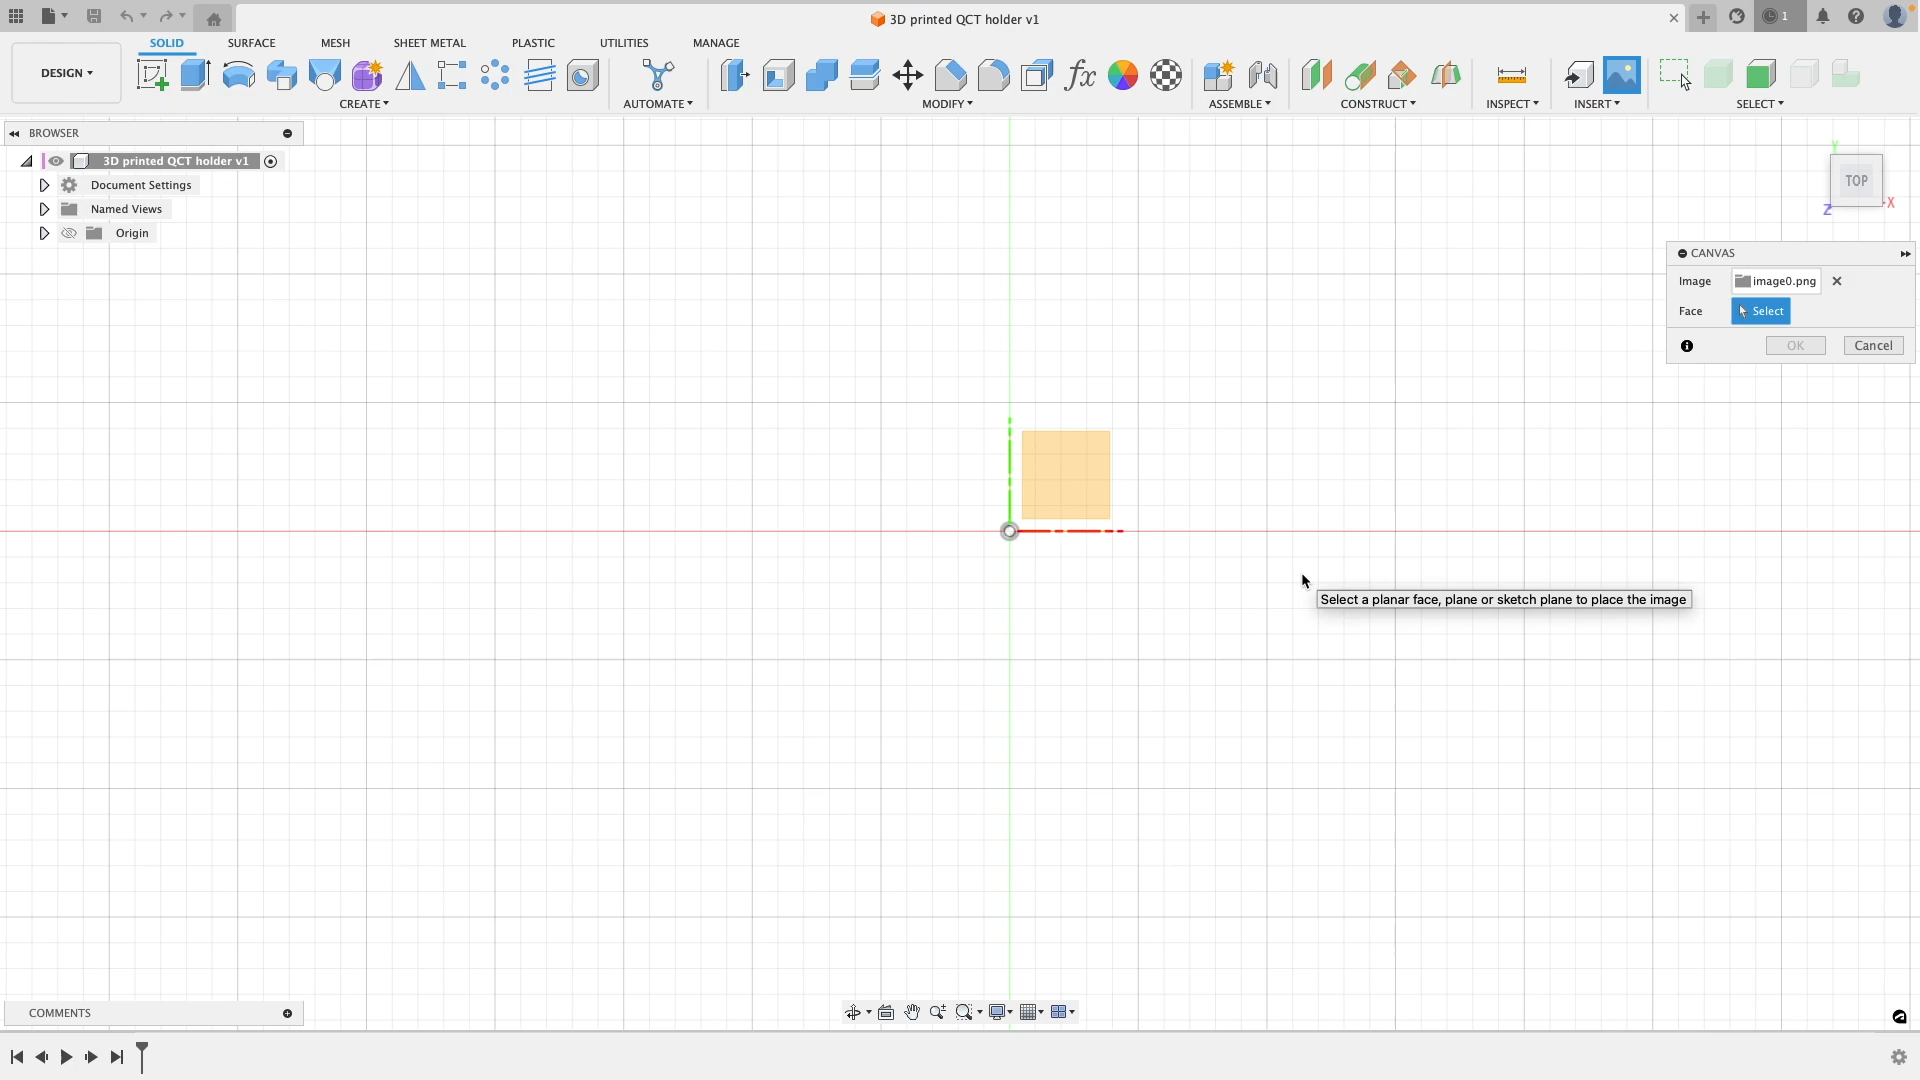 3D printed QCT holder v1
1
SOLID SURFACE MESH SHEET METAL PLASTIC UTILITIES MANAGE
DESIGN
fx
CREATE AUTOMATE MODIFY ASSEMBLE CONSTRUCT INSPECT INSERT SELECT
BROWSER
3D printed QCT holder v1
Document Settings
Named Views
Origin
Y
TOP
X
Z
CANVAS
Image image0.png
Face Select
OK Cancel
Select a planar face, plane or sketch plane to place the image
COMMENTS